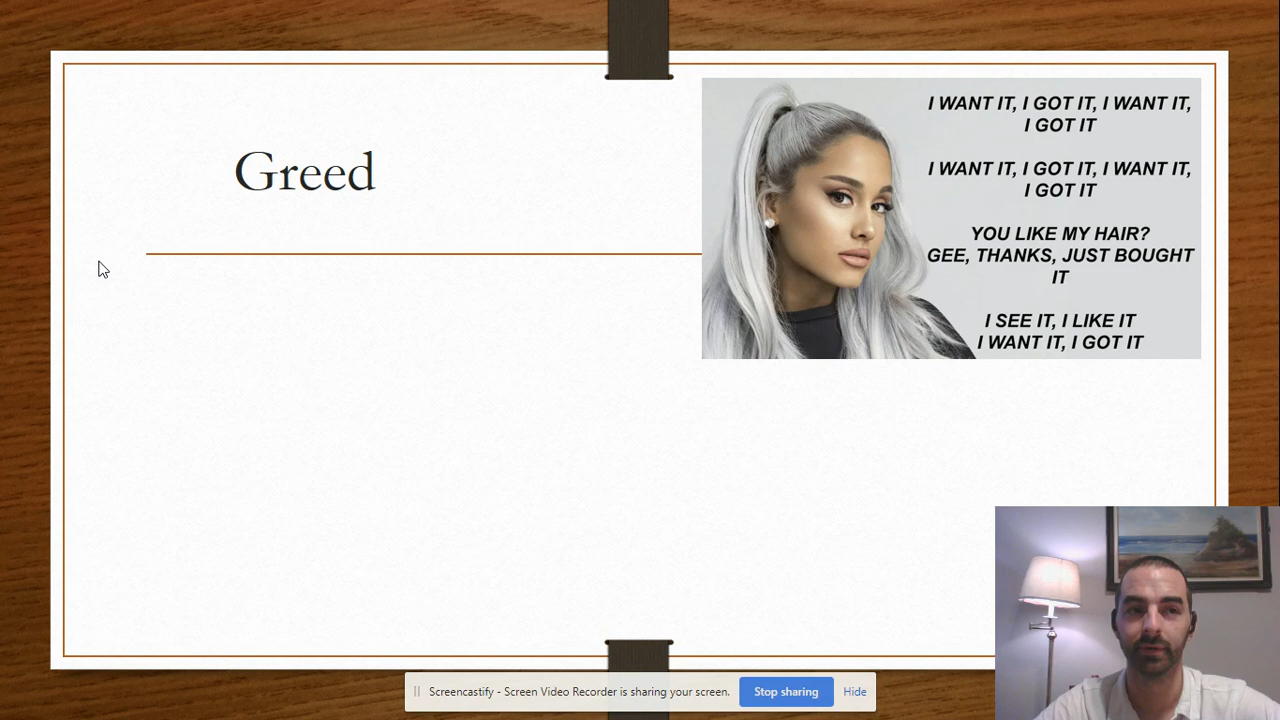 Greed
I WANT IT, I GOT IT, I WANT IT,
I GOT IT
I WANT IT, I GOT IT, I WANT IT,
I GOT IT
YOU LIKE MY HAIR?
GEE, THANKS, JUST BOUGHT
IT
I SEE IT, I LIKE IT
I WANT IT, I GOT IT
Screencastify - Screen Video Recorder is sharing your screen. Stop sharing Hide